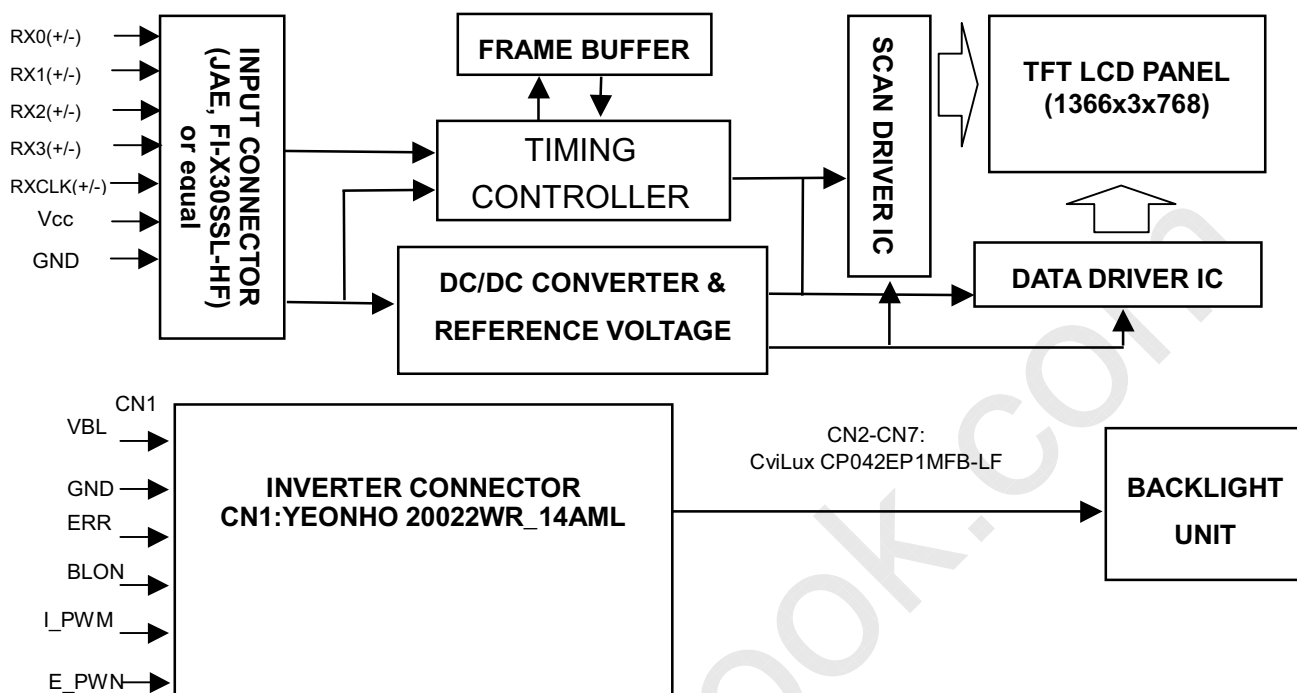 RX0(+/-)
RX1(+/-)
RX2(+/-)
RX3(+/-)
RXCLK(+/-)
Vcc
GND
INPUT CONNECTOR
(JAE, FI-X30SSL-HF)
or equal
FRAME BUFFER
TIMING
CONTROLLER
DC/DC CONVERTER &
REFERENCE VOLTAGE
SCAN DRIVER IC
TFT LCD PANEL
(1366x3x768)
DATA DRIVER IC
CN1
VBL
GND
ERR
BLON
I_PWM
E_PWN
INVERTER CONNECTOR
CN1:YEONHO 20022WR_14AML
CN2-CN7:
CviLux CP042EP1MFB-LF
BACKLIGHT
UNIT
ook.com